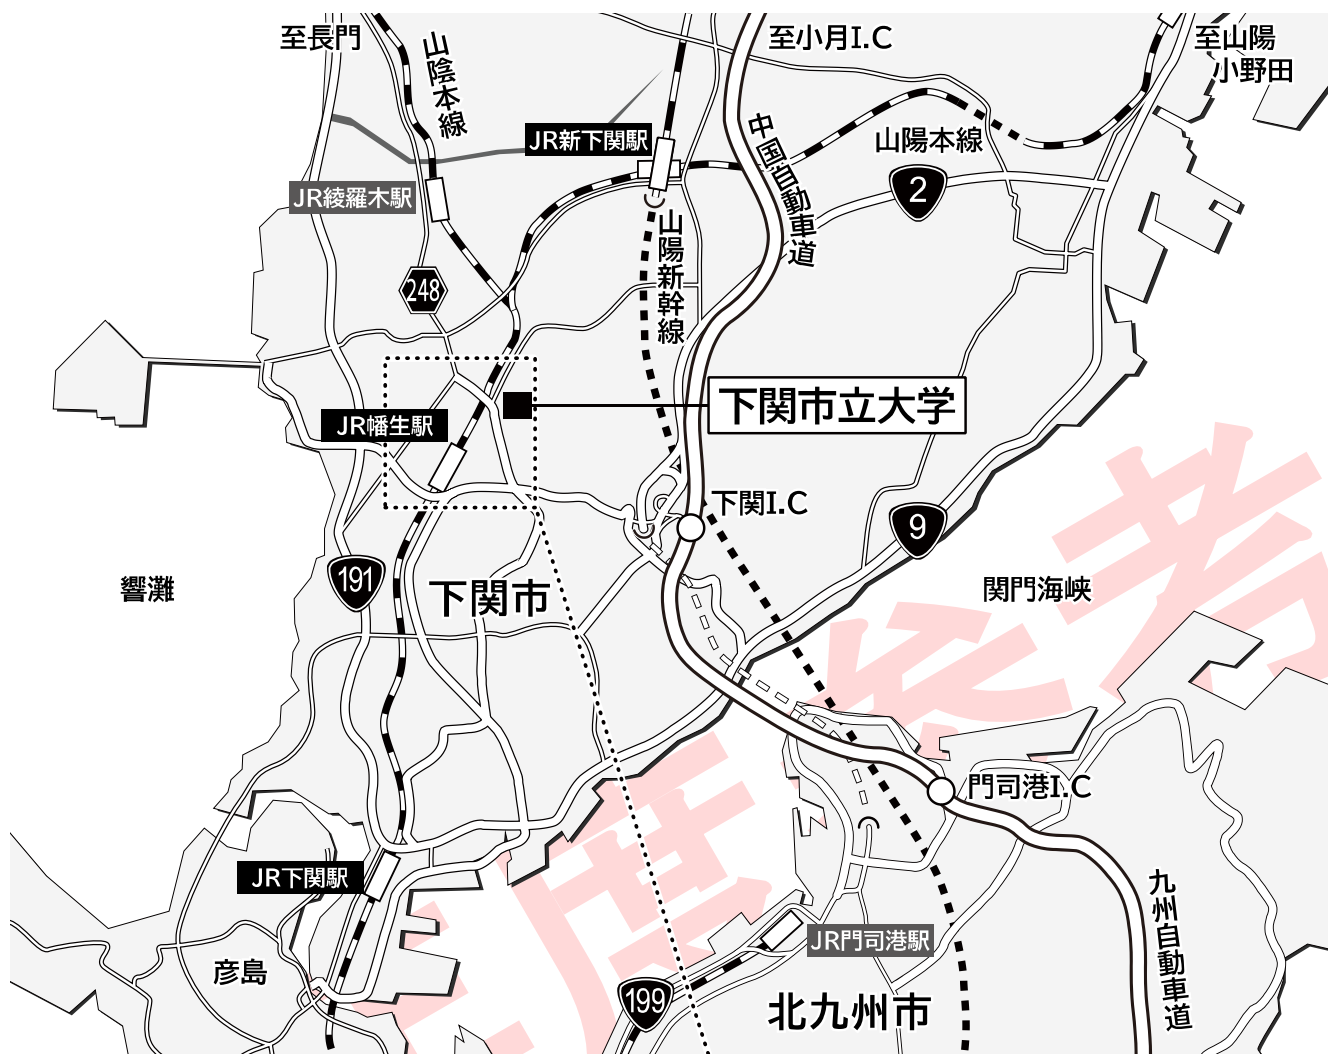 至長門
山陰本線
至小月I.C
至山陽
小野田
JR新下関駅
中国自動車道
山陽本線
JR綾羅木駅
2
山陽新幹線
248
下関市立大学
JR幡生駅
下関I.C
9
191
響灘
下関市
関門海峡
門司港I.C
JR下関駅
九州自動車道
JR門司港駅
彦島
199
北九州市
度参考